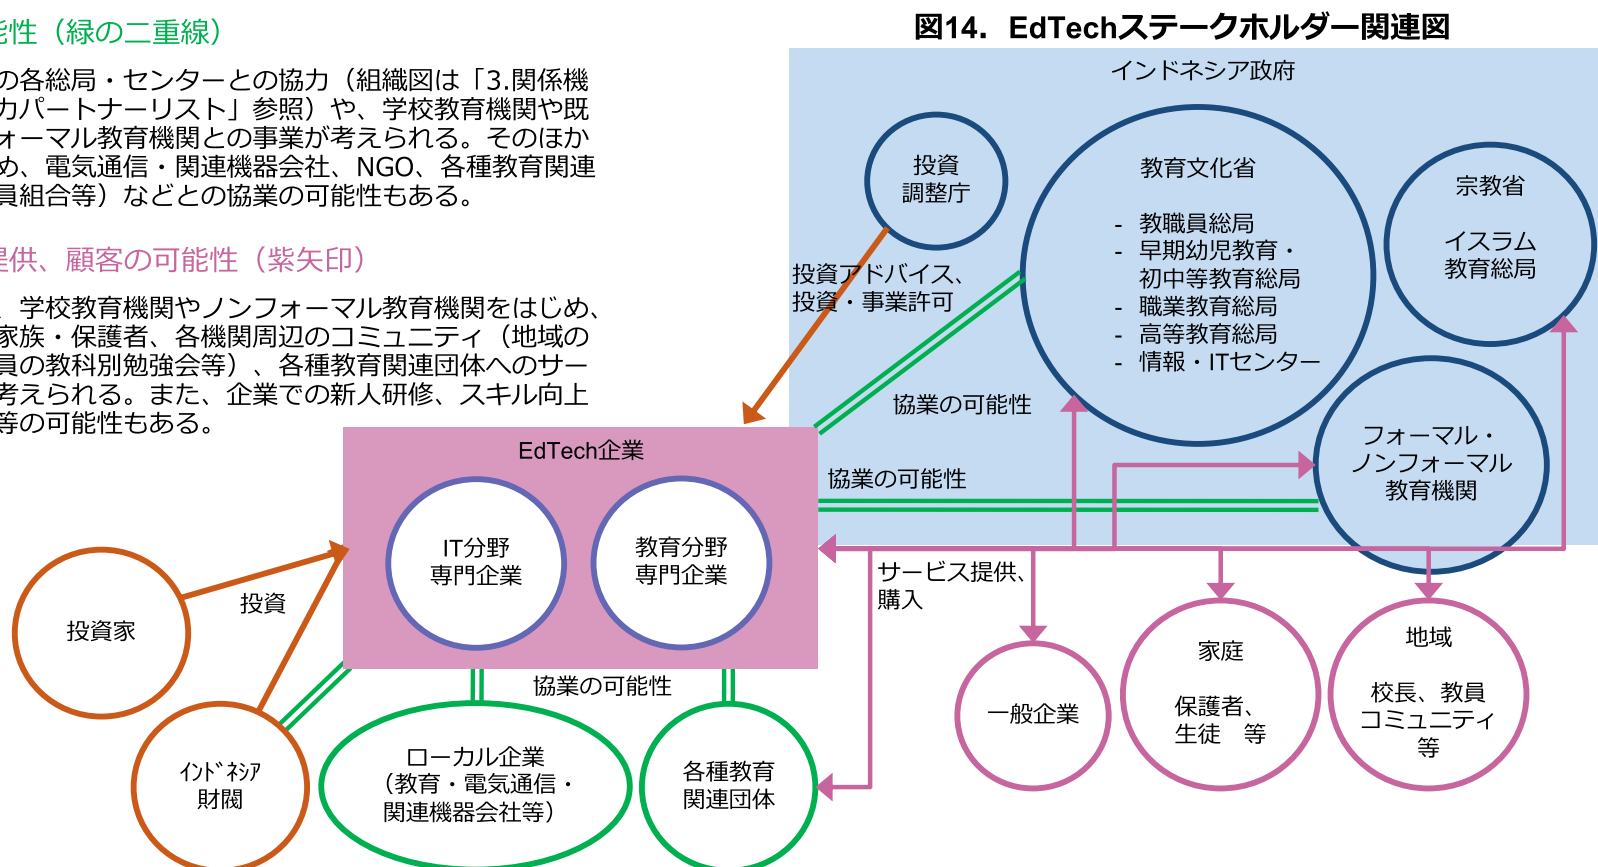 能性（緑の二重線）
の各総局・センターとの協力（組織図は「3.関係機
力パートナーリスト」参照）や、学校教育機関や既
ォーマル教育機関との事業が考えられる。そのほか
め、電気通信・関連機器会社、NGO、各種教育関連
員組合等）などとの協業の可能性もある。
提供、顧客の可能性（紫矢印）
、学校教育機関やノンフォーマル教育機関をはじめ、
家族・保護者、各機関周辺のコミュニティ（地域の
員の教科別勉強会等）、各種教育関連団体へのサー
考えられる。また、企業での新人研修、スキル向上
等の可能性もある。
図14．EdTechステークホルダー関連図
インドネシア政府
投資
調整庁
教育文化省
- 教職員総局
- 早期幼児教育・
初中等教育総局
- 職業教育総局
- 高等教育総局
- 情報・ITセンター
宗教省
イスラム
教育総局
投資アドバイス、
投資・事業許可
協業の可能性
フォーマル・
ノンフォーマル
教育機関
協業の可能性
EdTech企業
IT分野
専門企業
教育分野
専門企業
サービス提供、
購入
投資家
投資
協業の可能性
ｲﾝﾄﾞﾈｼｱ
財閥
ローカル企業
（教育・電気通信・
関連機器会社等）
各種教育
関連団体
一般企業
家庭
保護者、
生徒　等
地域
校長、教員
コミュニティ
等